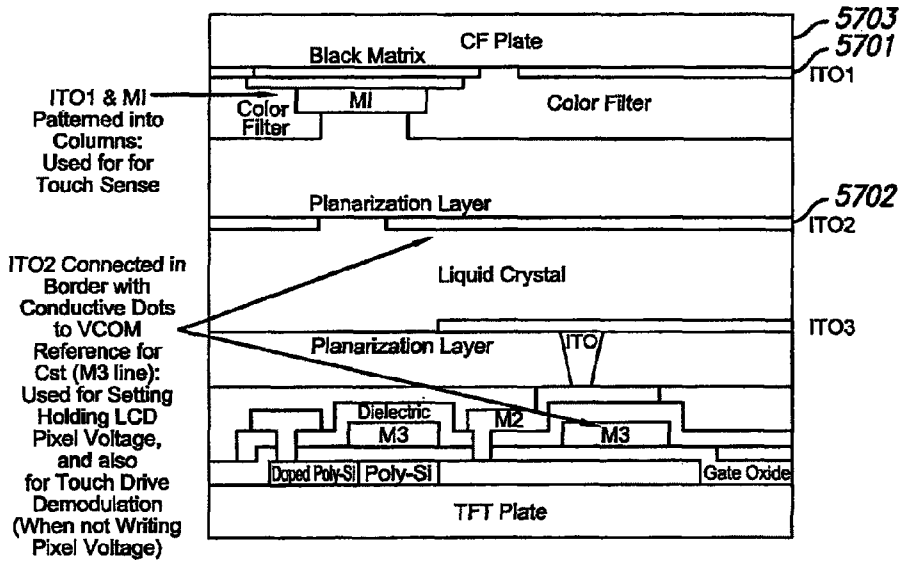 5703
CF Plate
5701
Black Matrix
ITO1
ITO1 & MI
Patterned into
Columns:
Used for for
Touch Sense
MI
Color
Filter
Color Filter
Planarization Layer
5702
ITO2
ITO2 Connected in
Border with
Conductive Dots
to VCOM
Reference for
Cst (M3 line):
Used for Setting
Holding LCD
Pixel Voltage,
and also
for Touch Drive
Demodulation
(When not Writing
Pixel Voltage)
Liquid Crystal
ITO3
Planarization Layer
ITO
Dielectric
M2
M3
M3
Doped Poly-Si
Poly-Si
Gate Oxide
TFT Plate